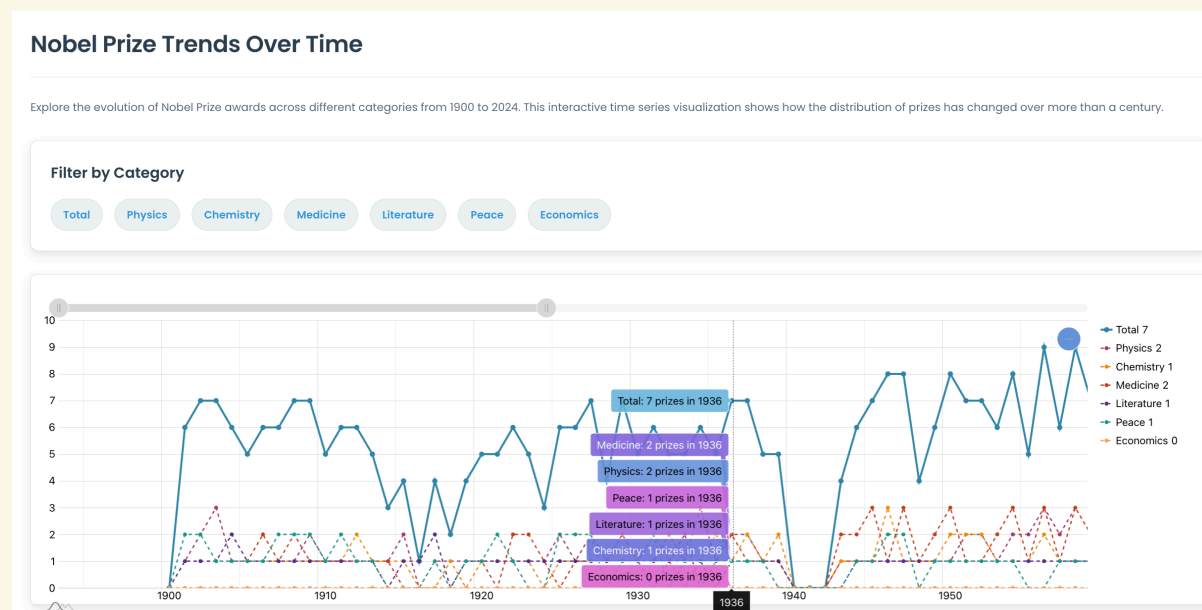 Nobel Prize Trends Over Time
Explore the evolution of Nobel Prize awards across different categories from 1900 to 2024. This interactive time series visualization shows how the distribution of prizes has changed over more than a century.
Filter by Category
Total Physics Chemistry Medicine Literature Peace Economics
10
9
8
7
6
5
4
3
2
1
0
Total: 7 prizes in 1936
Medicine: 2 prizes in 1936
Physics: 2 prizes in 1936
Peace: 1 prizes in 1936
Literature: 1 prizes in 1936
Chemistry: 1 prizes in 1936
Economics: 0 prizes in 1936
1900 1910 1920 1930 1940 1950
1936
Total 7
Physics 2
Chemistry 1
Medicine 2
Literature 1
Peace 1
Economics 0